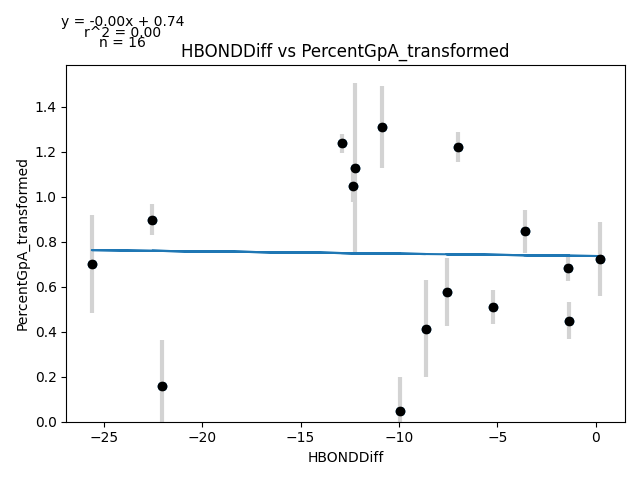 y = -0.00x + 0.74
r^2 = 0.00
n = 16
HBONDDiff vs PercentGpA_transformed
PercentGpA_transformed
1.4
1.2
1.0
0.8
0.6
0.4
0.2
0.0
−25 −20 −15 −10 −5 0
HBONDDiff